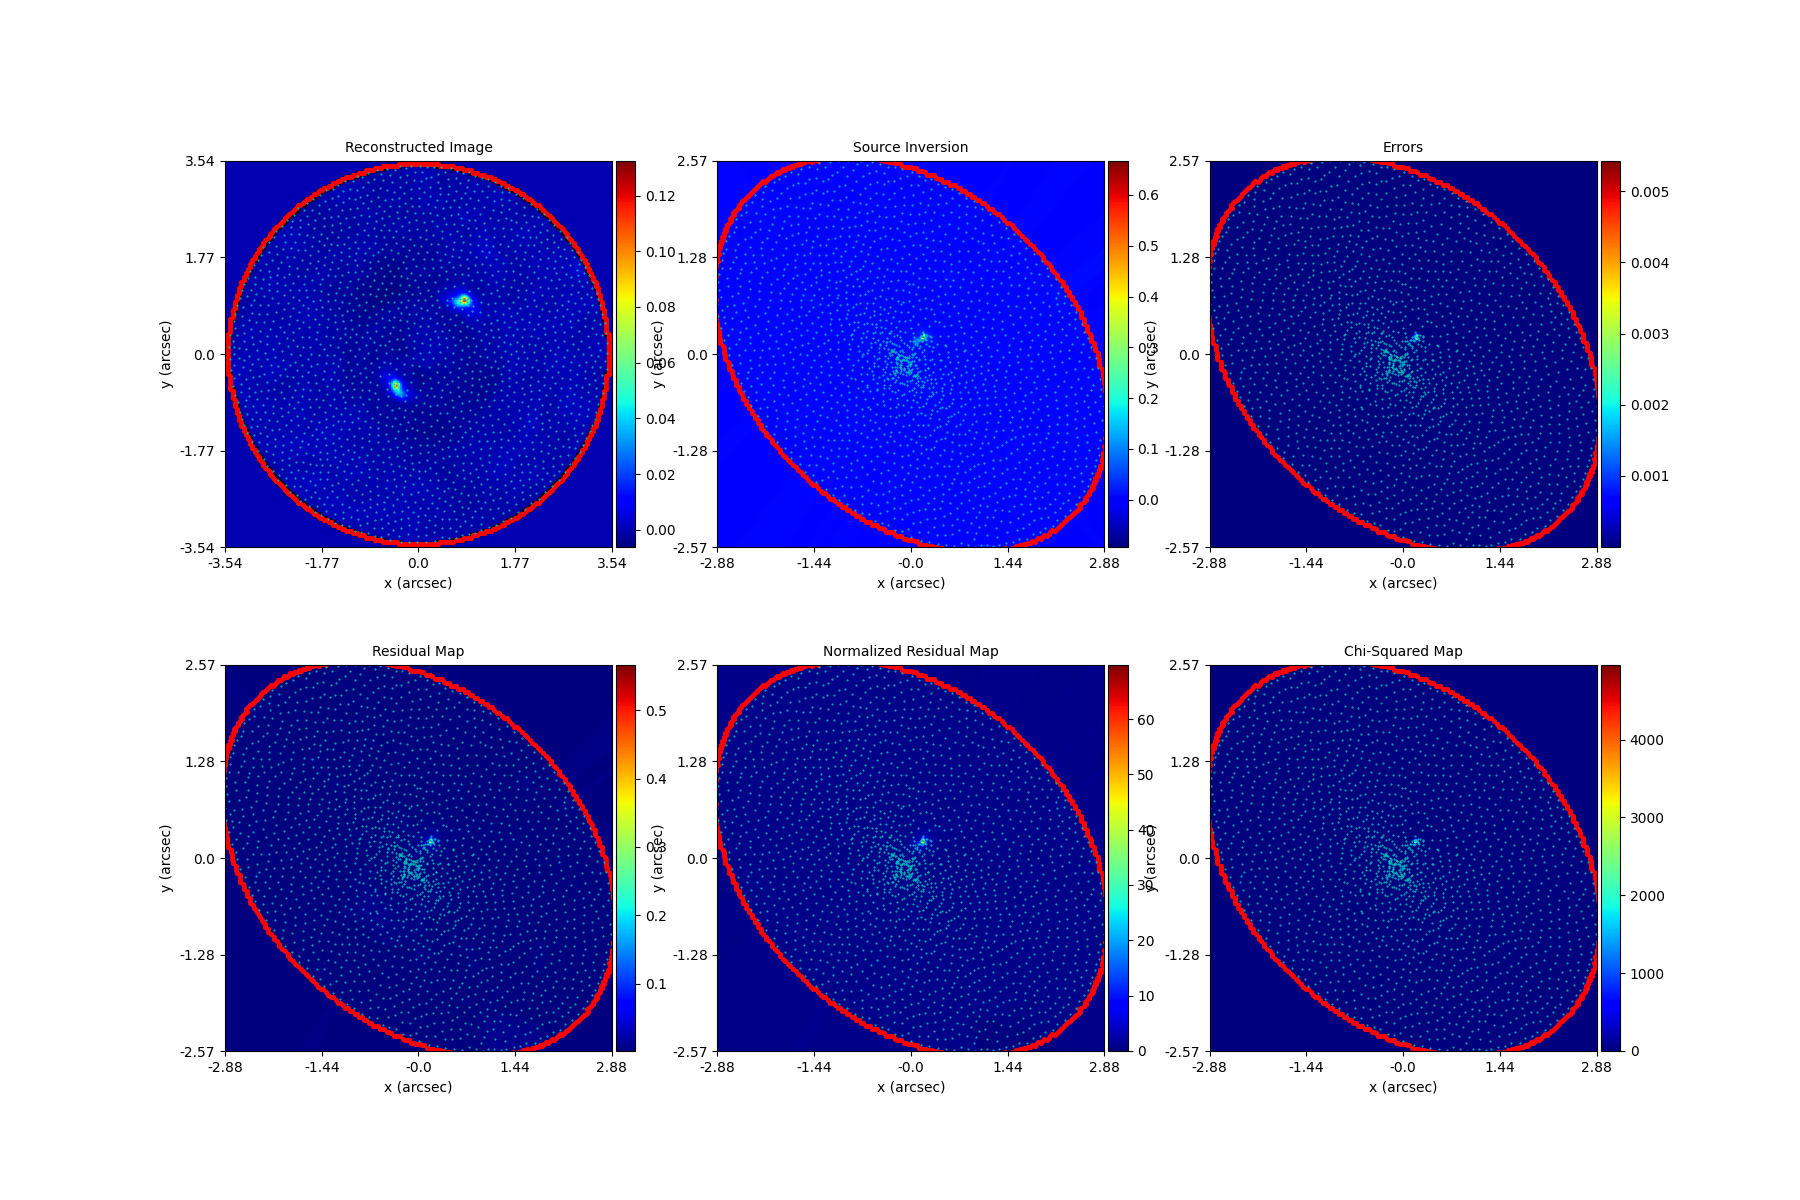 Reconstructed Image
3.54
1.77
0.0
-1.77
-3.54
y (arcsec)
-3.54 -1.77 0.0 1.77 3.54
x (arcsec)
0.12
0.10
0.08
0.06
0.04
0.02
0.00
Source Inversion
2.57
1.28
0.0
-1.28
-2.57
y (arcsec)
-2.88 -1.44 -0.0 1.44 2.88
x (arcsec)
0.6
0.5
0.4
0.3
0.2
0.1
0.0
Errors
2.57
1.28
0.0
-1.28
-2.57
y (arcsec)
-2.88 -1.44 -0.0 1.44 2.88
x (arcsec)
0.005
0.004
0.003
0.002
0.001
Residual Map
2.57
1.28
0.0
-1.28
-2.57
y (arcsec)
-2.88 -1.44 -0.0 1.44 2.88
x (arcsec)
0.5
0.4
0.3
0.2
0.1
Normalized Residual Map
2.57
1.28
0.0
-1.28
-2.57
y (arcsec)
-2.88 -1.44 -0.0 1.44 2.88
x (arcsec)
60
50
40
30
20
10
0
Chi-Squared Map
2.57
1.28
0.0
-1.28
-2.57
y (arcsec)
-2.88 -1.44 -0.0 1.44 2.88
x (arcsec)
4000
3000
2000
1000
0